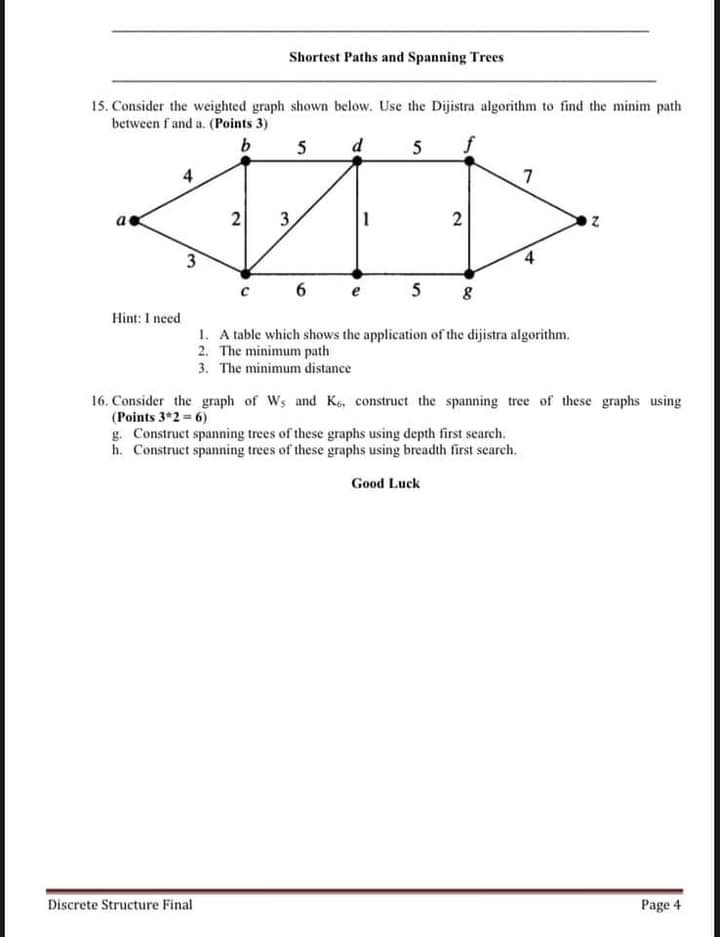 Shortest Paths and Spanning Trees
15. Consider the weighted graph shown below. Use the Dijistra algorithm to find the minim path
between f and a. (Points 3)
b 5 d 5 f
4 7
a 2 3 1 2 z
3 4
c 6 e 5 g
Hint: I need
1. A table which shows the application of the dijistra algorithm.
2. The minimum path
3. The minimum distance
16. Consider the graph of W₅ and K₆, construct the spanning tree of these graphs using
(Points 3*2 = 6)
g. Construct spanning trees of these graphs using depth first search.
h. Construct spanning trees of these graphs using breadth first search.
Good Luck
Discrete Structure Final Page 4